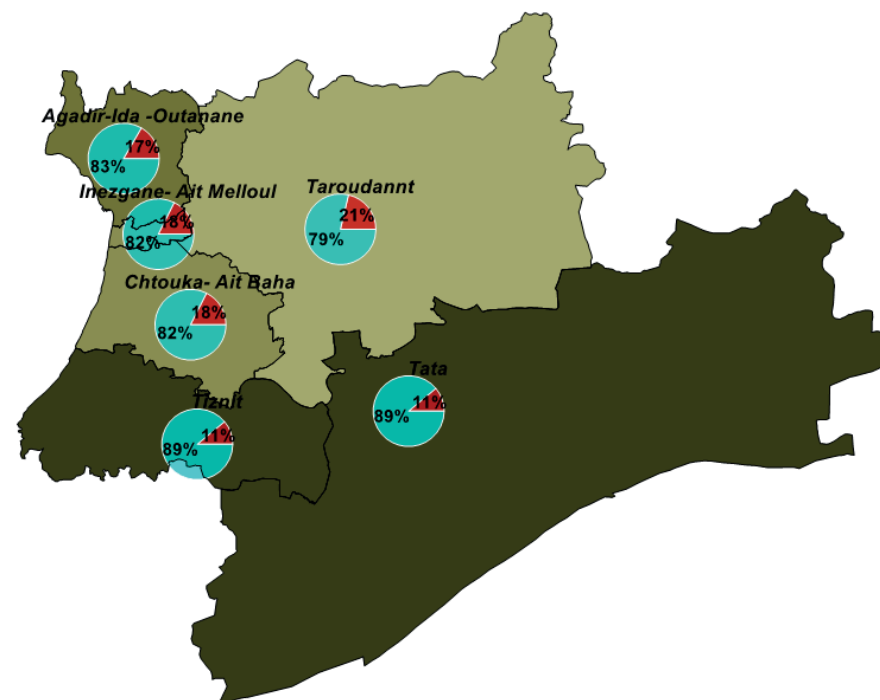 Agadir-Ida -Outanane
17%
83%
Inezgane- Ait Melloul
18%
82%
Taroudannt
21%
79%
Chtouka- Ait Baha
18%
82%
Tata
11%
89%
Tiznit
11%
89%